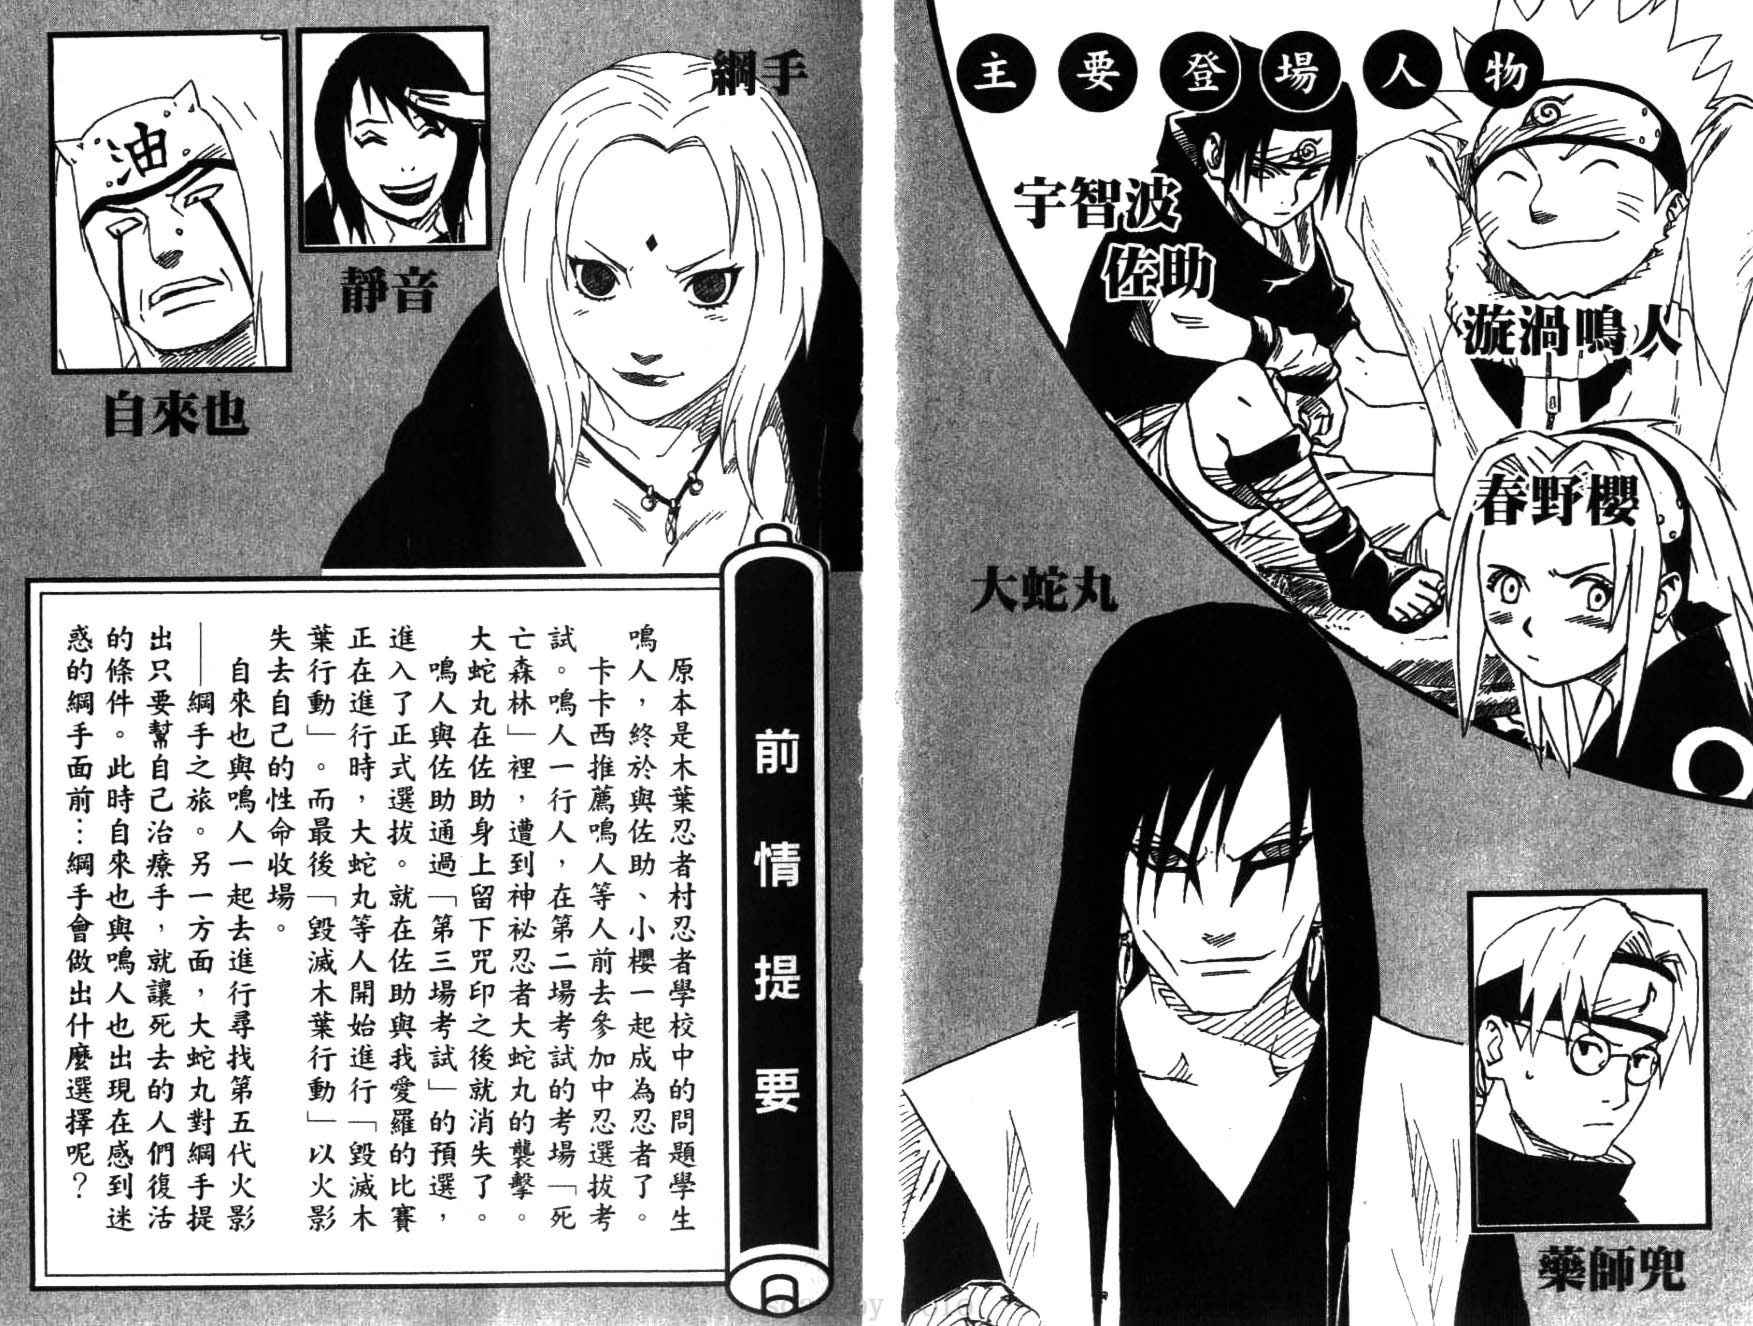 主要登場人物
宇智波
佐助
漩渦鳴人
春野櫻
大蛇丸
藥師兜
綱手
靜音
自來也
油
前情提要
原本是木葉忍者村忍者學校中的問題學生
鳴人，終於與佐助、小櫻一起成為忍者了。
卡卡西推薦鳴人等人前去參加中忍選拔考
試。鳴人一行人，在第二場考試的考場「死
亡森林」裡，遭到神祕忍者大蛇丸的襲擊。
大蛇丸在佐助身上留下咒印之後就消失了。
鳴人與佐助通過「第三場考試」的預選，
進入了正式選拔。就在佐助與我愛羅的比賽
正在進行時，大蛇丸等人開始進行「毀滅木
葉行動」。而最後「毀滅木葉行動」以火影
失去自己的性命收場。
自來也與鳴人一起去進行尋找第五代火影
——綱手之旅。另一方面，大蛇丸對綱手提
出只要幫自己治療手，就讓死去的人們復活
的條件。此時自來也與鳴人也出現在感到迷
惑的綱手面前…綱手會做出什麼選擇呢？